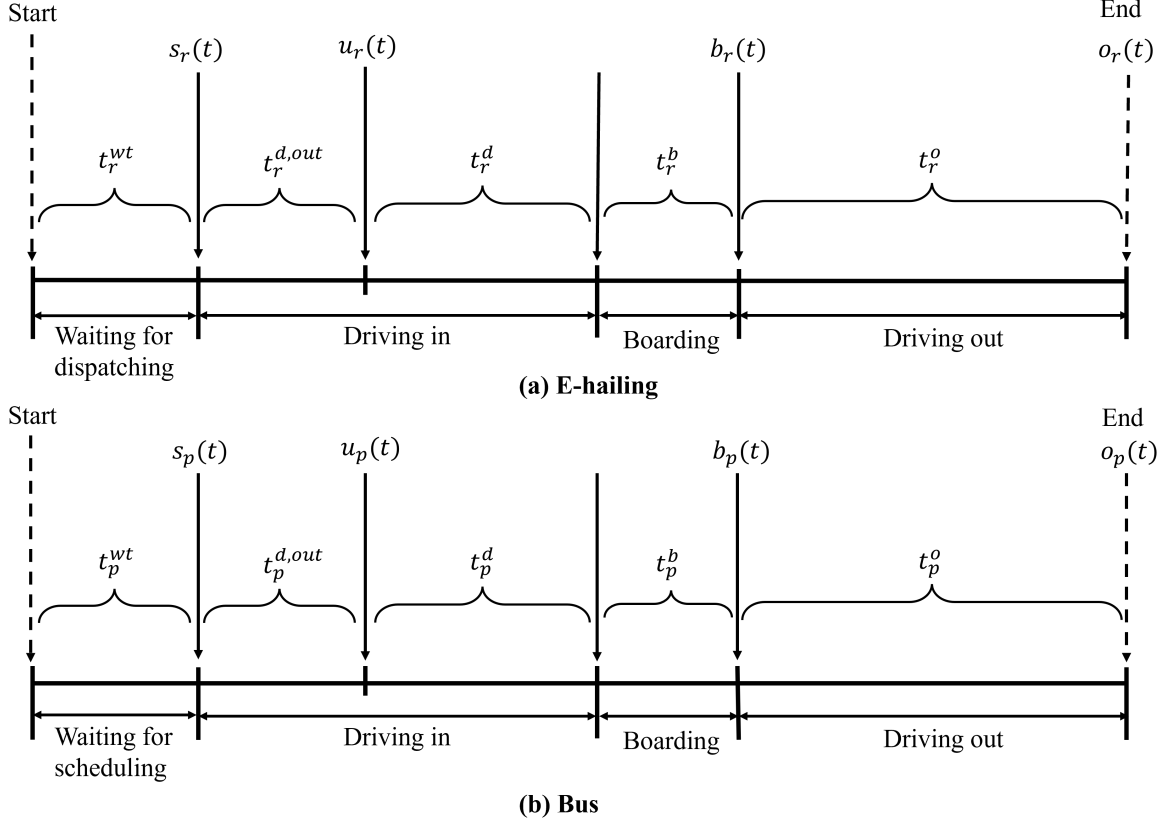 Start
End
s_r(t)
u_r(t)
b_r(t)
o_r(t)
t_r^{wt}
t_r^{d,out}
t_r^d
t_r^b
t_r^o
Waiting for
dispatching
Driving in
Boarding
Driving out
(a) E-hailing
Start
End
s_p(t)
u_p(t)
b_p(t)
o_p(t)
t_p^{wt}
t_p^{d,out}
t_p^d
t_p^b
t_p^o
Waiting for
scheduling
Driving in
Boarding
Driving out
(b) Bus